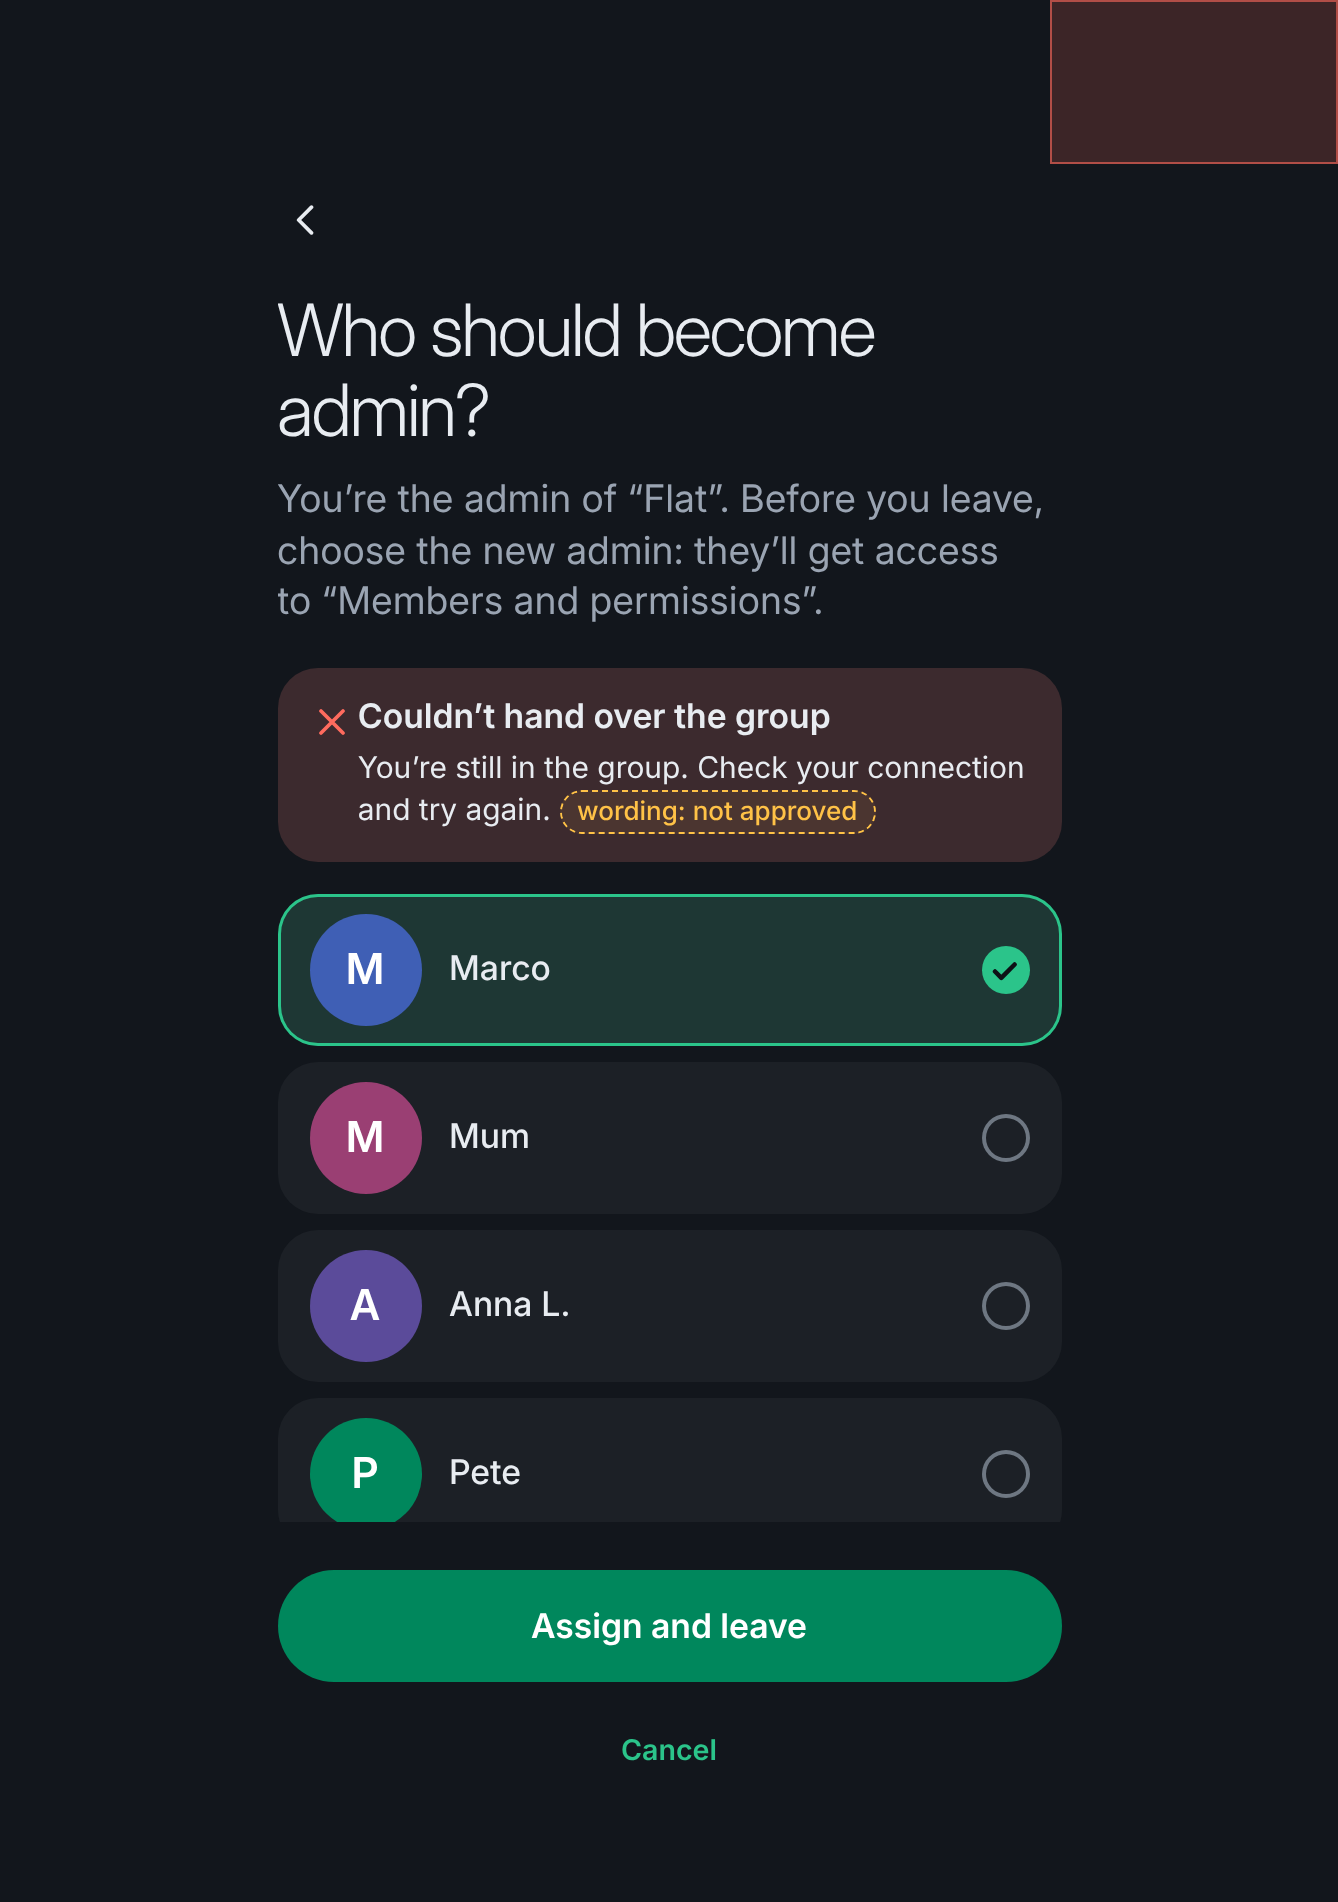 Who should become
admin?
You’re the admin of “Flat”. Before you leave,
choose the new admin: they’ll get access
to “Members and permissions”.
Couldn’t hand over the group
You’re still in the group. Check your connection
and try again. wording: not approved
M Marco
M Mum
A Anna L.
P Pete
Assign and leave
Cancel